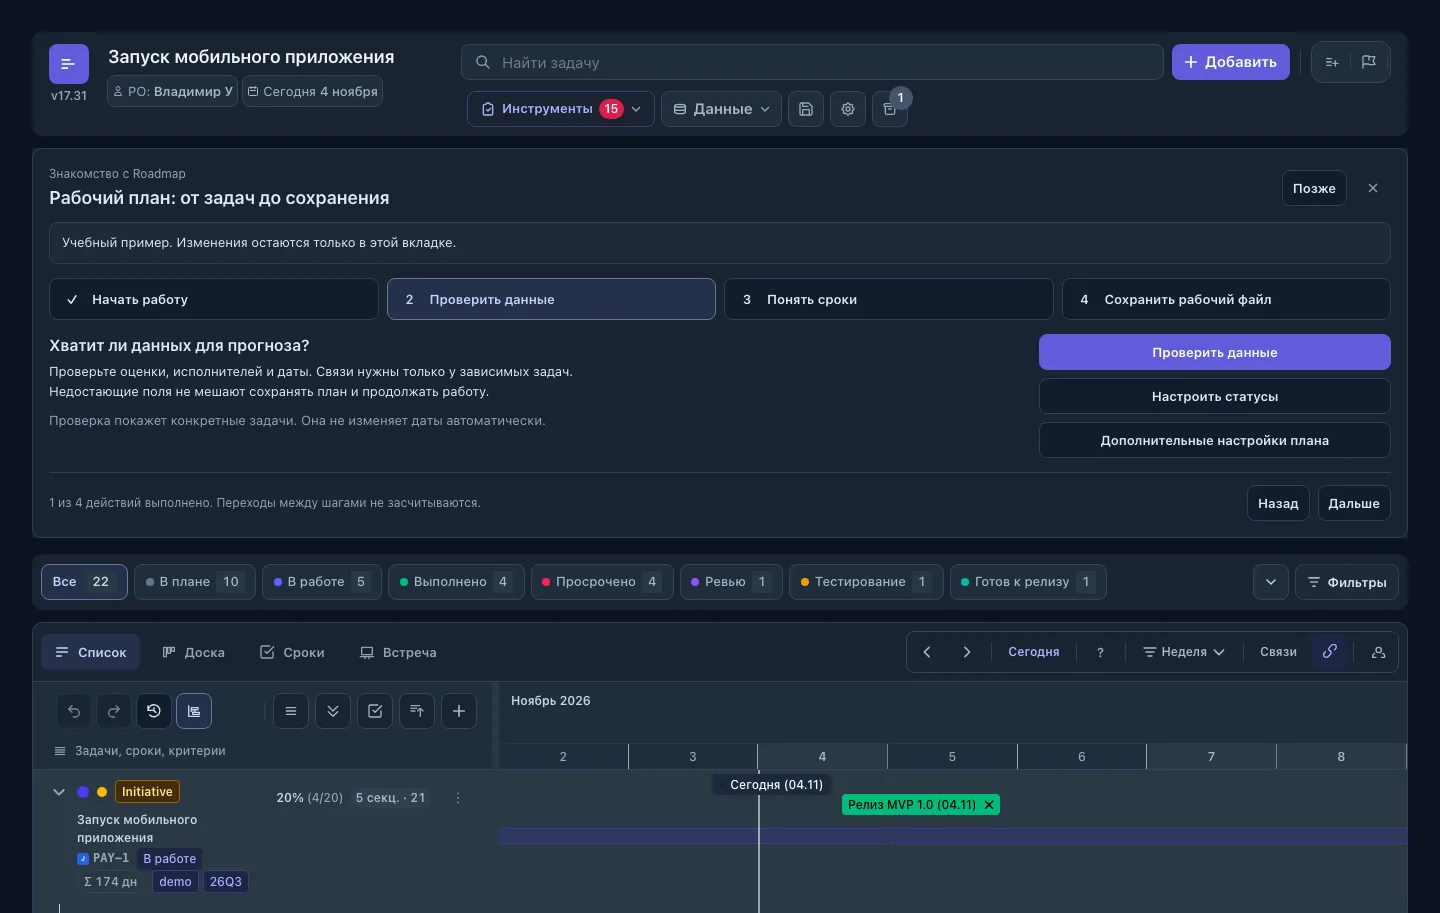 Запуск мобильного приложения
v17.31
PO: Владимир У
Сегодня 4 ноября
Найти задачу
Добавить
Инструменты 15
Данные
1
Знакомство с Roadmap
Рабочий план: от задач до сохранения
Позже
Учебный пример. Изменения остаются только в этой вкладке.
Начать работу
2 Проверить данные
3 Понять сроки
4 Сохранить рабочий файл
Хватит ли данных для прогноза?
Проверьте оценки, исполнителей и даты. Связи нужны только у зависимых задач.
Недостающие поля не мешают сохранять план и продолжать работу.
Проверка покажет конкретные задачи. Она не изменяет даты автоматически.
Проверить данные
Настроить статусы
Дополнительные настройки плана
1 из 4 действий выполнено. Переходы между шагами не засчитываются.
Назад
Дальше
Все 22
В плане 10
В работе 5
Выполнено 4
Просрочено 4
Ревью 1
Тестирование 1
Готов к релизу 1
Фильтры
Список
Доска
Сроки
Встреча
Сегодня
?
Неделя
Связи
Задачи, сроки, критерии
Ноябрь 2026
2 3 4 5 6 7 8
Сегодня (04.11)
Релиз MVP 1.0 (04.11)
Initiative
20% (4/20)
5 секц. · 21
Запуск мобильного
приложения
PAY-1 В работе
Σ 174 дн demo 26Q3